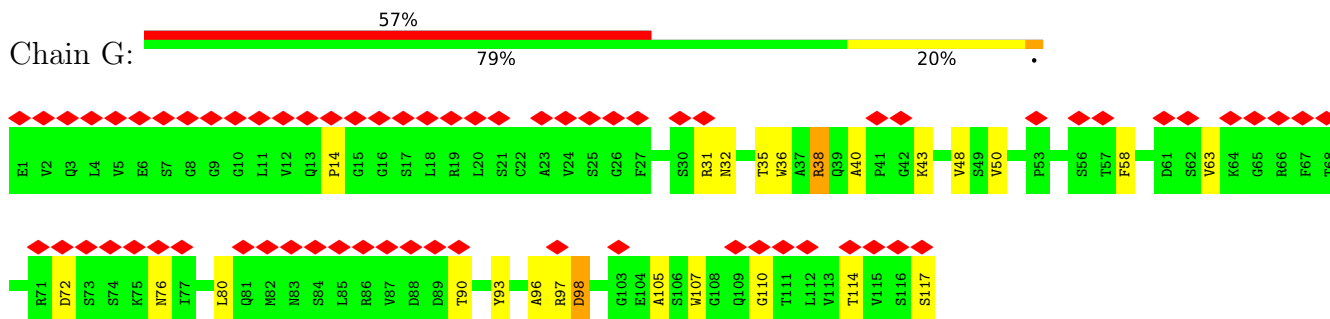 57%
Chain G:
79% 20% •
E1 V2 Q3 L4 V5 E6 S7 G8 G9 G10 L11 V12 Q13 P14 G15 G16 S17 L18 R19 L20 S21 C22 A23 V24 S25 G26 F27 S30 R31 N32 T35 W36 A37 R38 Q39 A40 P41 G42 K43 V48 S49 V50 P53 S56 T57 F58 D61 S62 V63 K64 G65 R66 F67 T68
R71 D72 S73 S74 K75 N76 I77 L80 Q81 M82 N83 S84 L85 R86 V87 D88 D89 T90 Y93 A96 R97 D98 G103 E104 A105 S106 W107 G108 Q109 G110 T111 L112 V113 T114 V115 S116 S117